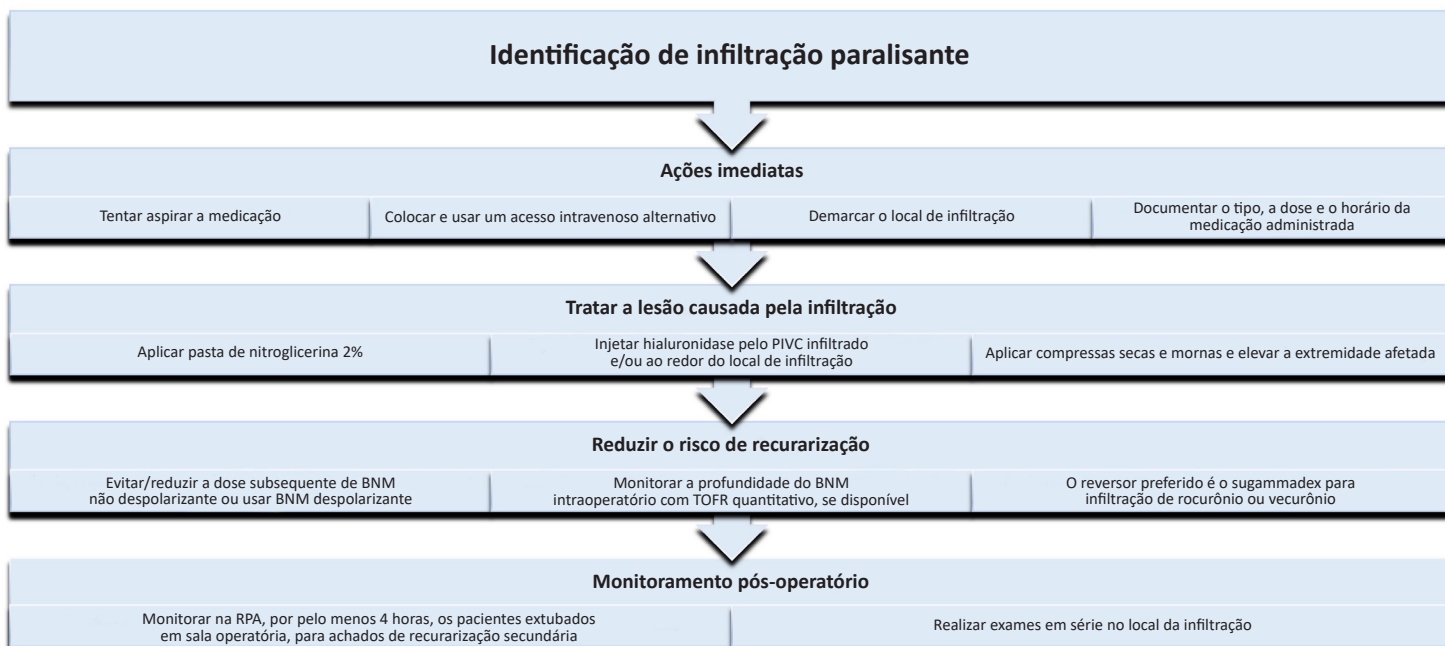 Identificação de infiltração paralisante
Ações imediatas
Tentar aspirar a medicação
Colocar e usar um acesso intravenoso alternativo
Demarcar o local de infiltração
Documentar o tipo, a dose e o horário da
medicação administrada
Tratar a lesão causada pela infiltração
Aplicar pasta de nitroglicerina 2%
Injetar hialuronidase pelo PIVC infiltrado
e/ou ao redor do local de infiltração
Aplicar compressas secas e mornas e elevar a extremidade afetada
Reduzir o risco de recurarização
Evitar/reduzir a dose subsequente de BNM
não despolarizante ou usar BNM despolarizante
Monitorar a profundidade do BNM
intraoperatório com TOFR quantitativo, se disponível
O reversor preferido é o sugammadex para
infiltração de rocurônio ou vecurônio
Monitoramento pós-operatório
Monitorar na RPA, por pelo menos 4 horas, os pacientes extubados
em sala operatória, para achados de recurarização secundária
Realizar exames em série no local da infiltração